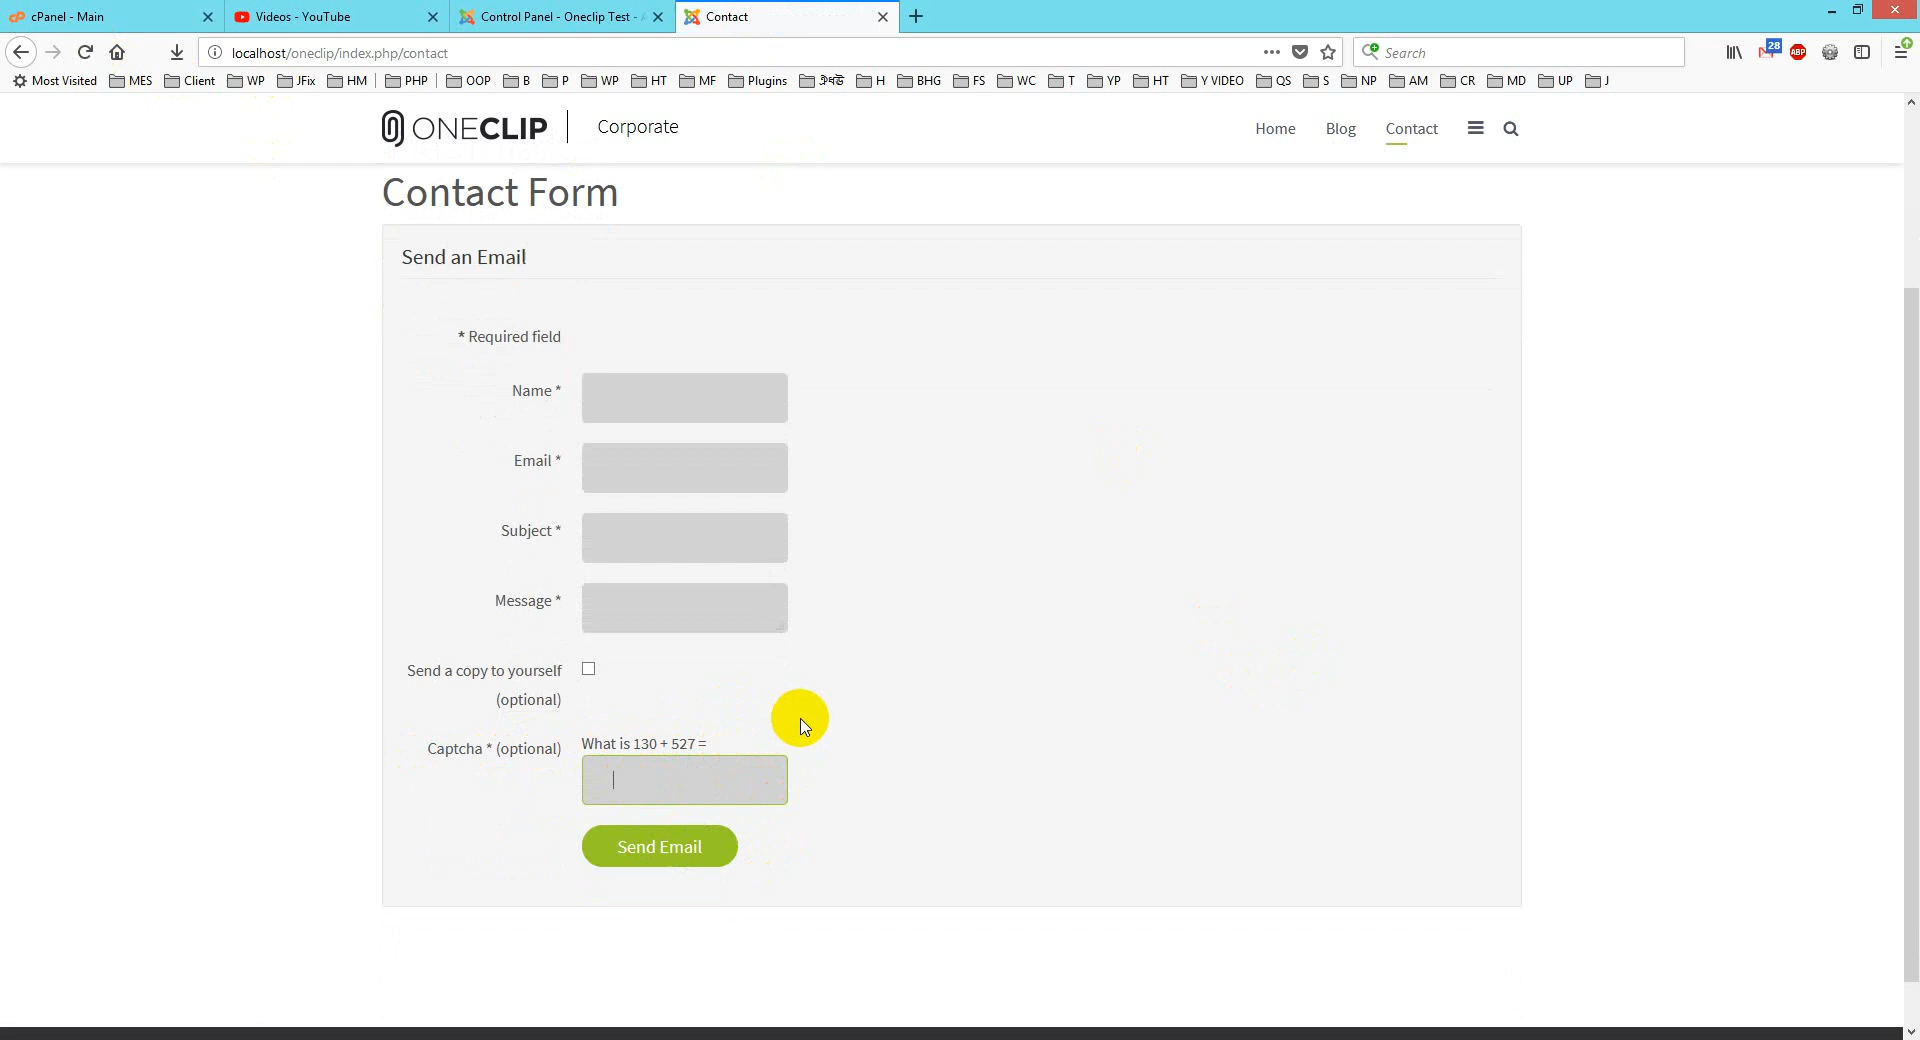 cPanel - Main
Videos - YouTube
Control Panel - Oneclip Test -
Contact
localhost/oneclip/index.php/contact
Search
28
ABP
Most Visited MES Client WP JFix HM PHP OOP B P WP HT MF Plugins H BHG FS WC T YP HT Y VIDEO QS S NP AM CR MD UP J
ONECLIP
Corporate
Home Blog Contact
Contact Form
Send an Email
* Required field
Name *
Email *
Subject *
Message *
Send a copy to yourself
(optional)
Captcha * (optional)
What is 130 + 527 =
Send Email